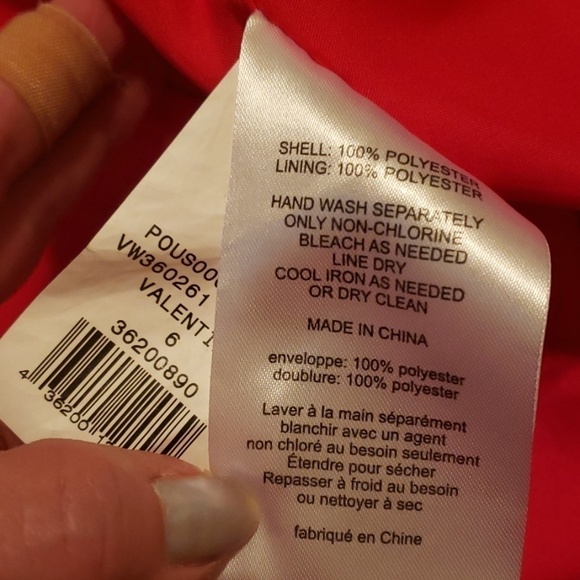 SHELL: 100% POLYESTER
LINING: 100% POLYESTER
HAND WASH SEPARATELY
ONLY NON-CHLORINE
BLEACH AS NEEDED
LINE DRY
COOL IRON AS NEEDED
OR DRY CLEAN
MADE IN CHINA
enveloppe: 100% polyester
doublure: 100% polyester
Laver à la main séparément
blanchir avec un agent
non chloré au besoin seulement
Étendre pour sécher
Repasser à froid au besoin
ou nettoyer à sec
fabriqué en Chine
VW360261
6
36200890